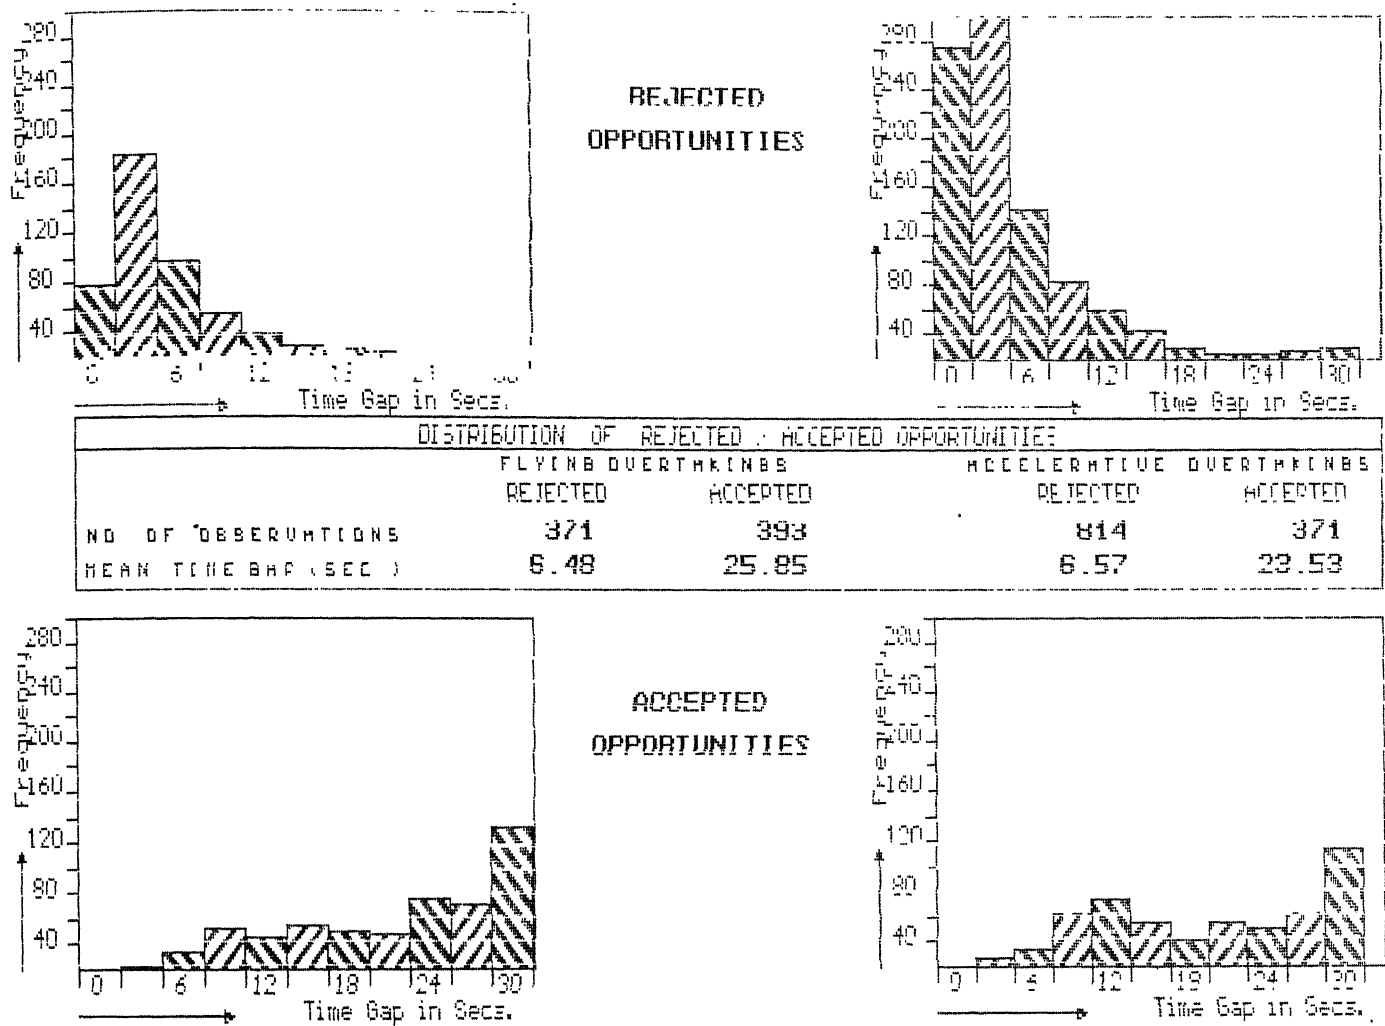 280
240
200
160
120
80
40
Frequency
0 6 12
Time Gap in Secs.
REJECTED
OPPORTUNITIES
280
240
200
160
120
80
40
Frequency
0 6 12 18 24 30
Time Gap in Secs.
DISTRIBUTION OF REJECTED / ACCEPTED OPPORTUNITIES
FLYING OVERTAKINGS ACCELERATIVE OVERTAKINGS
REJECTED ACCEPTED REJECTED ACCEPTED
NO OF OBSERVATIONS 371 393 814 371
MEAN TIME GAP (SEC ) 6.48 25.85 6.57 23.53
280
240
200
160
120
80
40
Frequency
0 6 12 18 24 30
Time Gap in Secs.
ACCEPTED
OPPORTUNITIES
280
240
200
160
120
80
40
Frequency
0 6 12 18 24 30
Time Gap in Secs.